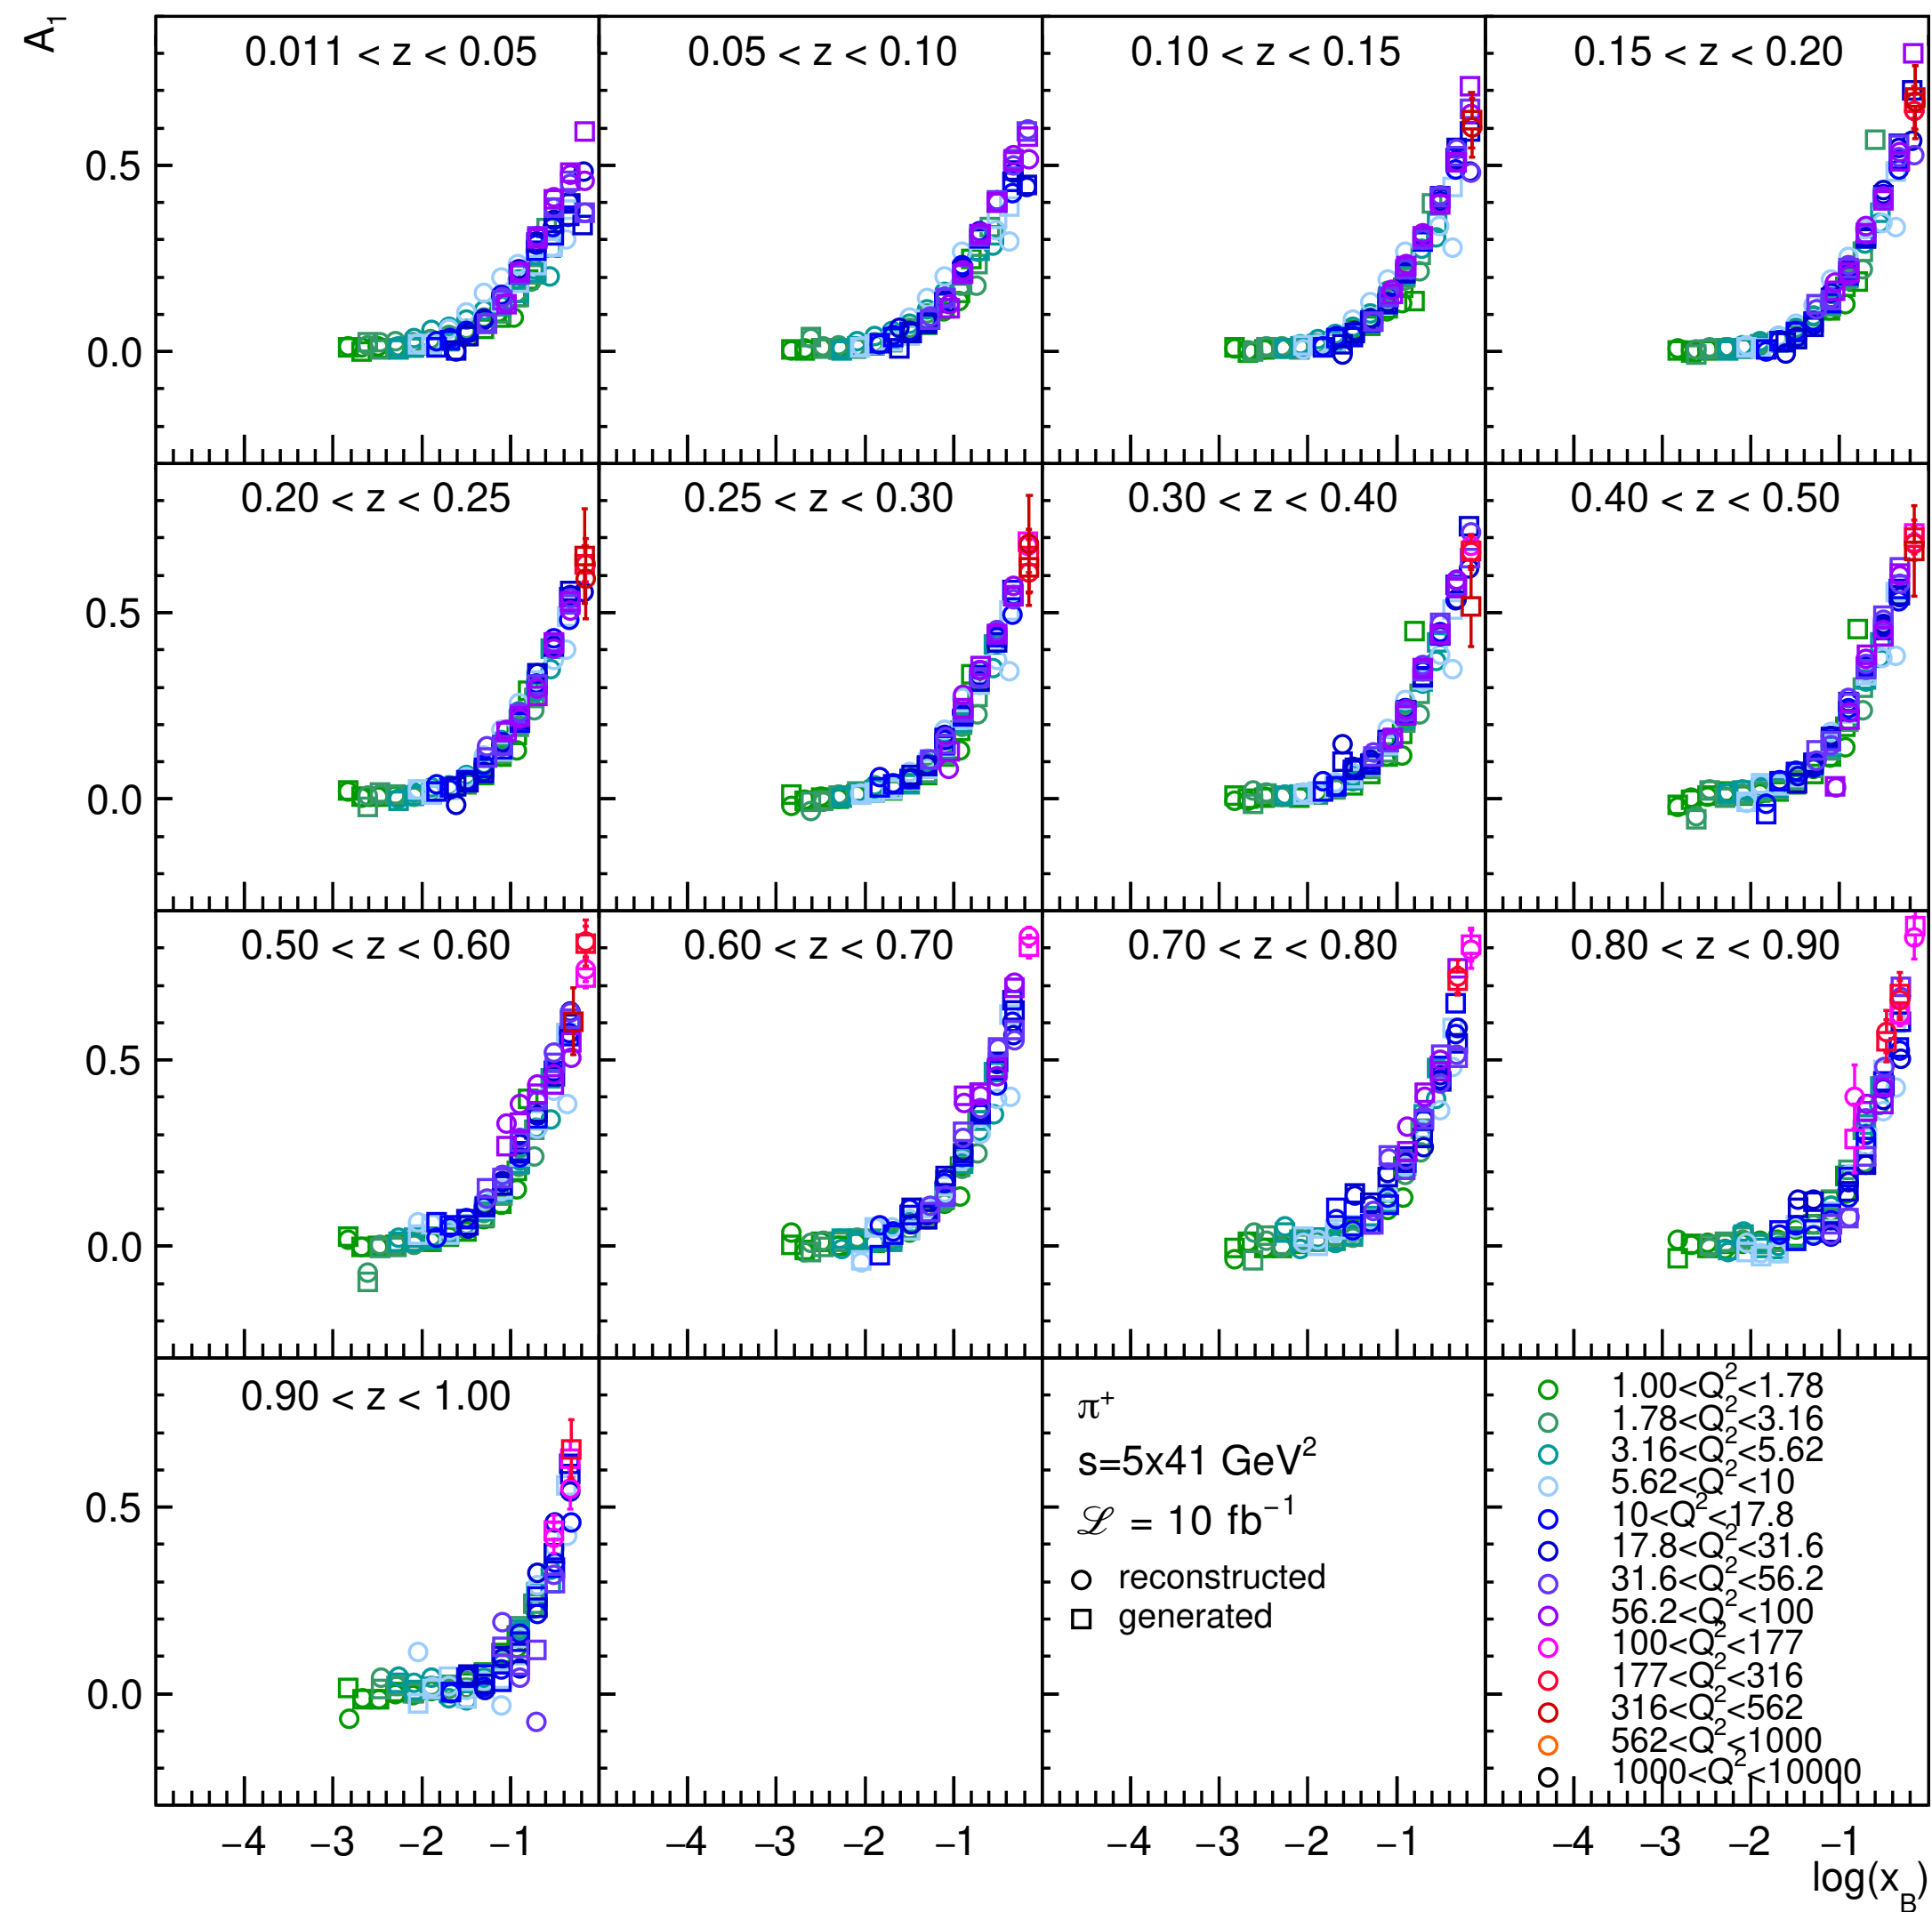 A₁
0.011 < z < 0.05
0.05 < z < 0.10
0.10 < z < 0.15
0.15 < z < 0.20
0.5
0.0
0.20 < z < 0.25
0.25 < z < 0.30
0.30 < z < 0.40
0.40 < z < 0.50
0.5
0.0
0.50 < z < 0.60
0.60 < z < 0.70
0.70 < z < 0.80
0.80 < z < 0.90
0.5
0.0
0.90 < z < 1.00
0.5
0.0
π⁺
s=5x41 GeV²
ℒ = 10 fb⁻¹
reconstructed
generated
1.00<Q²<1.78
1.78<Q²<3.16
3.16<Q²<5.62
5.62<Q²<10
10<Q²<17.8
17.8<Q²<31.6
31.6<Q²<56.2
56.2<Q²<100
100<Q²<177
177<Q²<316
316<Q²<562
562<Q²<1000
1000<Q²<10000
−4 −3 −2 −1 −4 −3 −2 −1 −4 −3 −2 −1 −4 −3 −2 −1
log(x_B)